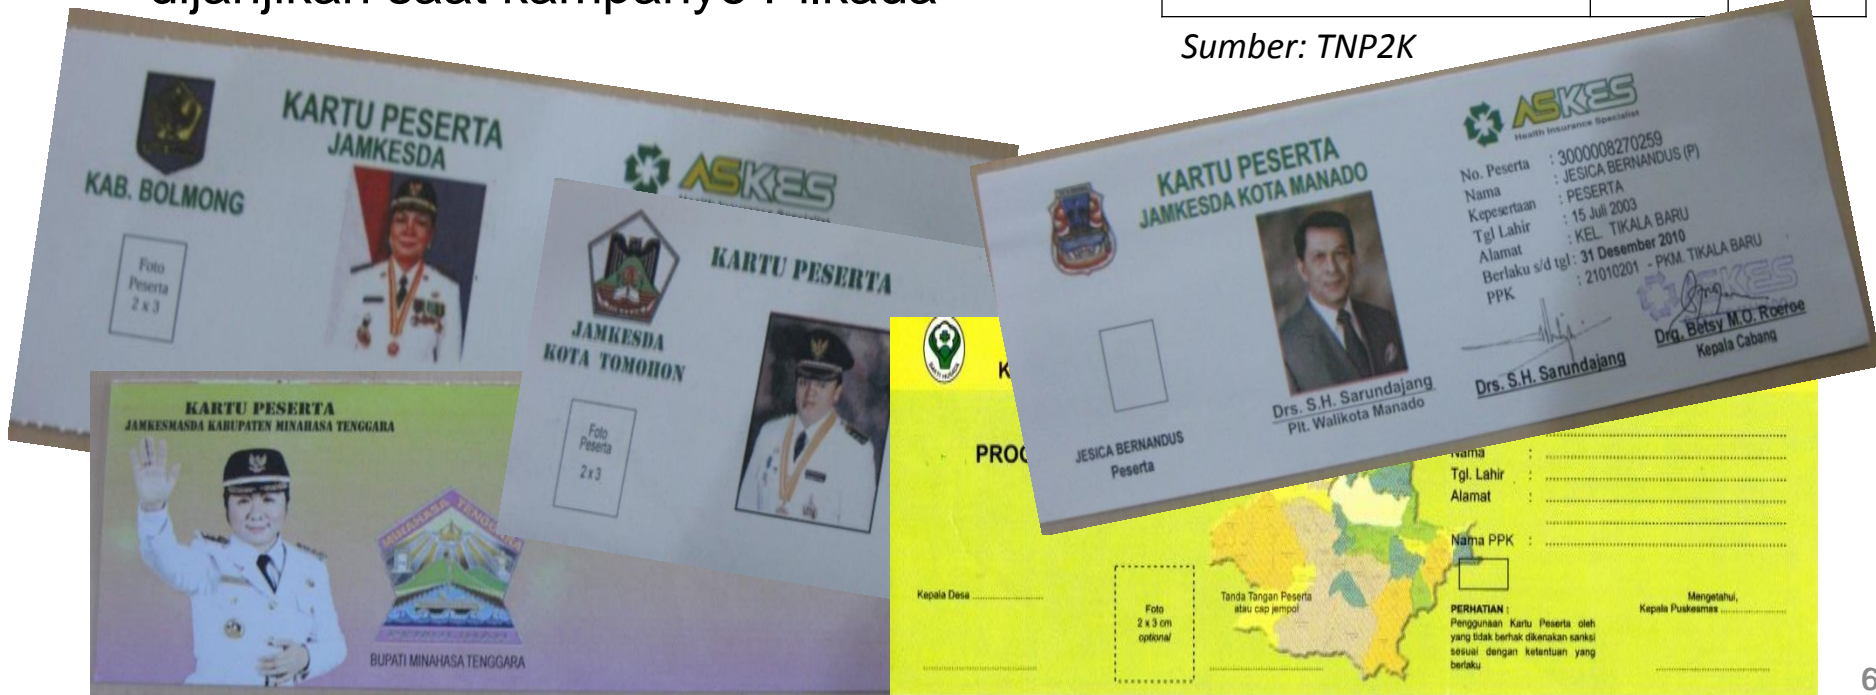 dijanjikan saat kampanye Pilkada
Sumber: TNP2K
KARTU PESERTA
JAMKESDA
KAB. BOLMONG
Foto
Peserta
2 x 3
ASKES
KARTU PESERTA
JAMKESDA
KOTA TOMOHON
Foto
Peserta
2 x 3
KARTU PESERTA
JAMKESMASDA KABUPATEN MINAHASA TENGGARA
MINAHASA TENGGARA
BUPATI MINAHASA TENGGARA
KARTU PESERTA
JAMKESDA KOTA MANADO
ASKES
Health Insurance Specialist
No. Peserta : 3000008270259
Nama : JESICA BERNANDUS (P)
Kepesertaan : PESERTA
Tgl Lahir : 15 Juli 2003
Alamat : KEL. TIKALA BARU
Berlaku s/d tgl : 31 Desember 2010
PPK : 21010201 - PKM. TIKALA BARU
ASKES
JESICA BERNANDUS
Peserta
Drs. S.H. Sarundajang
Plt. Walikota Manado
Drs. S.H. Sarundajang
Drg. Betsy M.O. Roeroe
Kepala Cabang
BAKTI HUSADA
K
PROG
Nama :
Tgl. Lahir :
Alamat :
Nama PPK :
Kepala Desa
Foto
2 x 3 cm
optional
Tanda Tangan Peserta
atau cap jempol
PERHATIAN :
Penggunaan Kartu Peserta oleh
yang tidak berhak dikenakan sanksi
sesuai dengan ketentuan yang
berlaku
Mengetahui,
Kepala Puskesmas
6